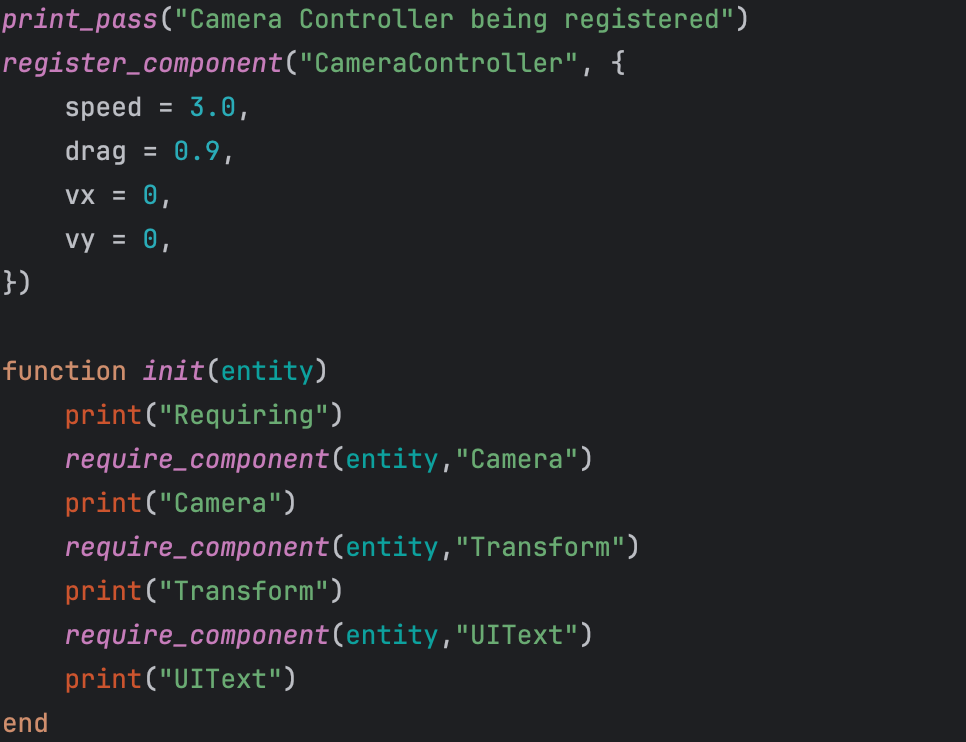 print_pass("Camera Controller being registered")
register_component("CameraController", {
    speed = 3.0,
    drag = 0.9,
    vx = 0,
    vy = 0,
})

function init(entity)
    print("Requiring")
    require_component(entity,"Camera")
    print("Camera")
    require_component(entity,"Transform")
    print("Transform")
    require_component(entity,"UIText")
    print("UIText")
end